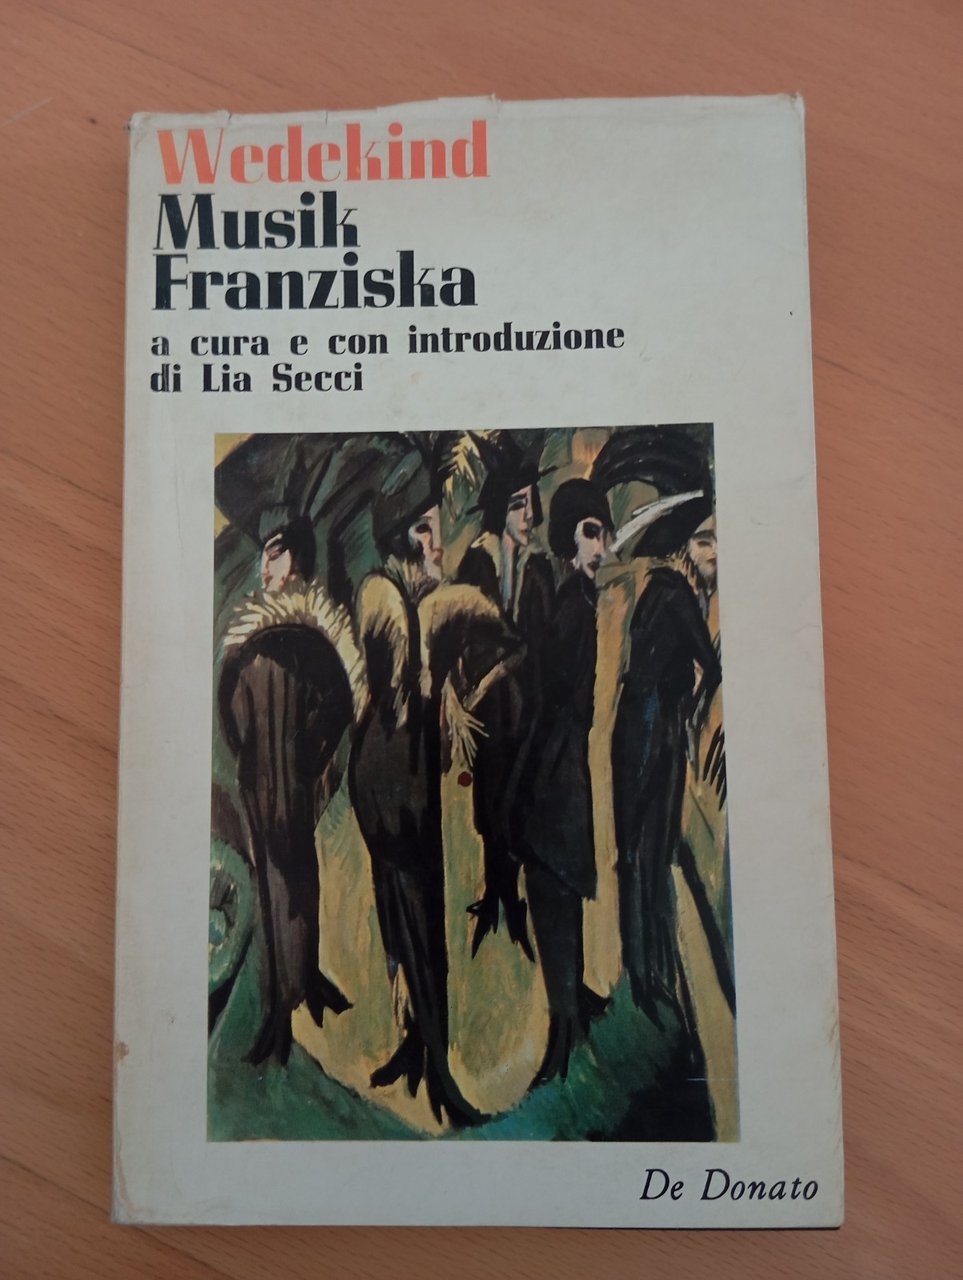 Wedekind
Musik
Franziska
a cura e con introduzione
di Lia Secci
De Donato